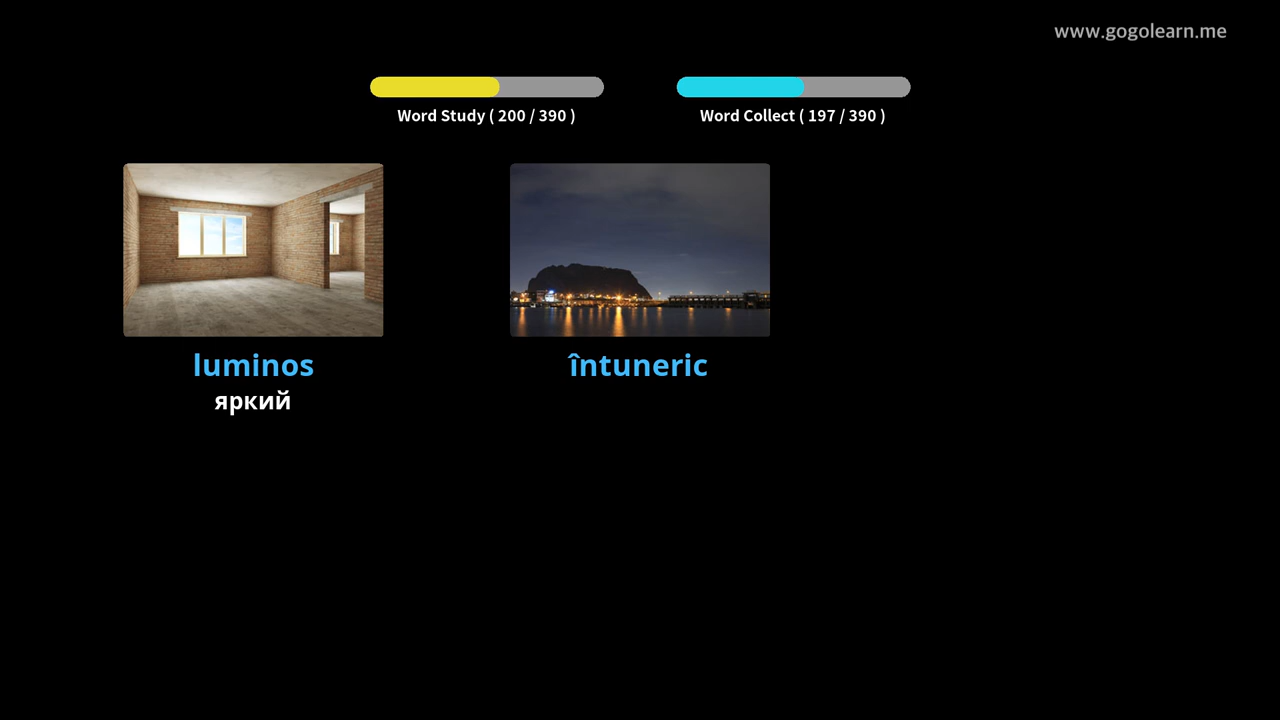 www.gogolearn.me
Word Study ( 200 / 390 )
Word Collect ( 197 / 390 )
luminos
яркий
întuneric